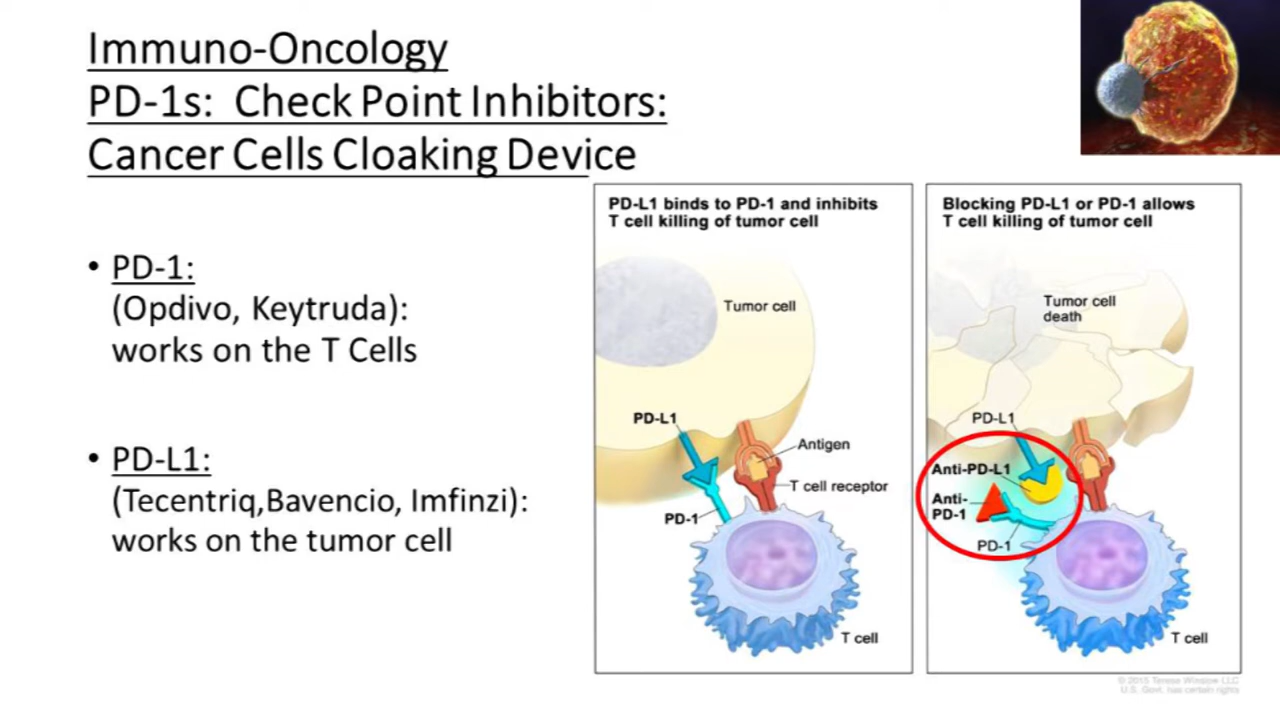 Immuno-Oncology
PD-1s: Check Point Inhibitors:
Cancer Cells Cloaking Device
• PD-1:
(Opdivo, Keytruda):
works on the T Cells
• PD-L1:
(Tecentriq,Bavencio, Imfinzi):
works on the tumor cell
PD-L1 binds to PD-1 and inhibits
T cell killing of tumor cell
Tumor cell
PD-L1
Antigen
T cell receptor
PD-1
T cell
Blocking PD-L1 or PD-1 allows
T cell killing of tumor cell
Tumor cell
death
PD-L1
Anti-PD-L1
Anti-
PD-1
PD-1
T cell
© 2015 Terese Winslow LLC
U.S. Govt. has certain rights